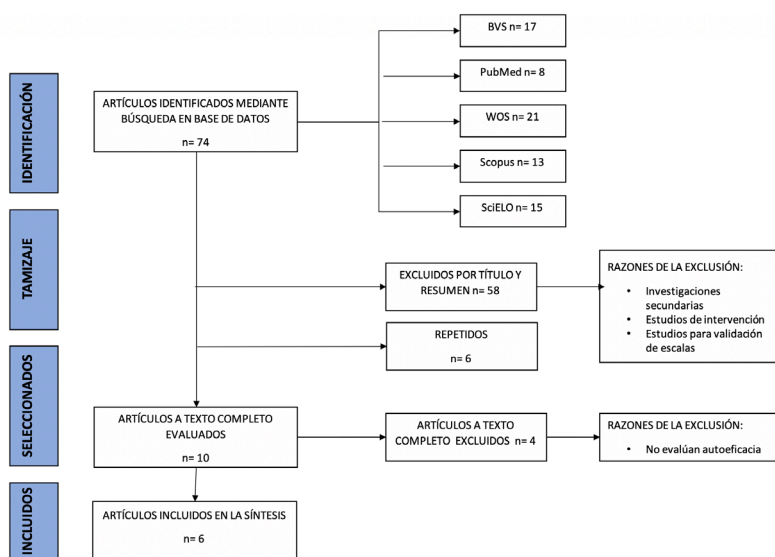 IDENTIFICACIÓN
ARTÍCULOS IDENTIFICADOS MEDIANTE
BÚSQUEDA EN BASE DE DATOS
n= 74
BVS n= 17
PubMed n= 8
WOS n= 21
Scopus n= 13
SciELO n= 15
TAMIZAJE
EXCLUIDOS POR TÍTULO Y
RESUMEN n= 58
RAZONES DE LA EXCLUSIÓN:
• Investigaciones
secundarias
• Estudios de intervención
• Estudios para validación
de escalas
REPETIDOS
n= 6
SELECCIONADOS
ARTÍCULOS A TEXTO COMPLETO
EVALUADOS
n= 10
ARTÍCULOS A TEXTO
COMPLETO EXCLUIDOS n= 4
RAZONES DE LA EXCLUSIÓN:
• No evalúan autoeficacia
INCLUIDOS
ARTÍCULOS INCLUIDOS EN LA SÍNTESIS
n= 6